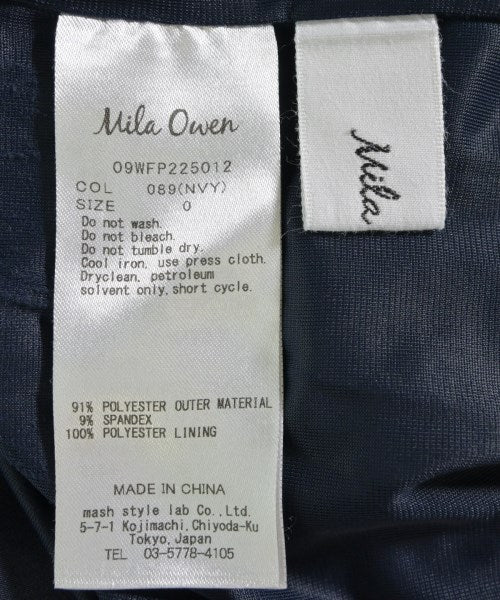 Mila Owen
09WFP225012
COL 089(NVY)
SIZE 0
Do not wash.
Do not bleach.
Do not tumble dry.
Cool iron, use press cloth.
Dryclean, petroleum
solvent only, short cycle.
91% POLYESTER OUTER MATERIAL
9% SPANDEX
100% POLYESTER LINING
MADE IN CHINA
mash style lab Co., Ltd.
5-7-1 Kojimachi, Chiyoda-Ku
Tokyo, Japan
TEL 03-5778-4105
Mila